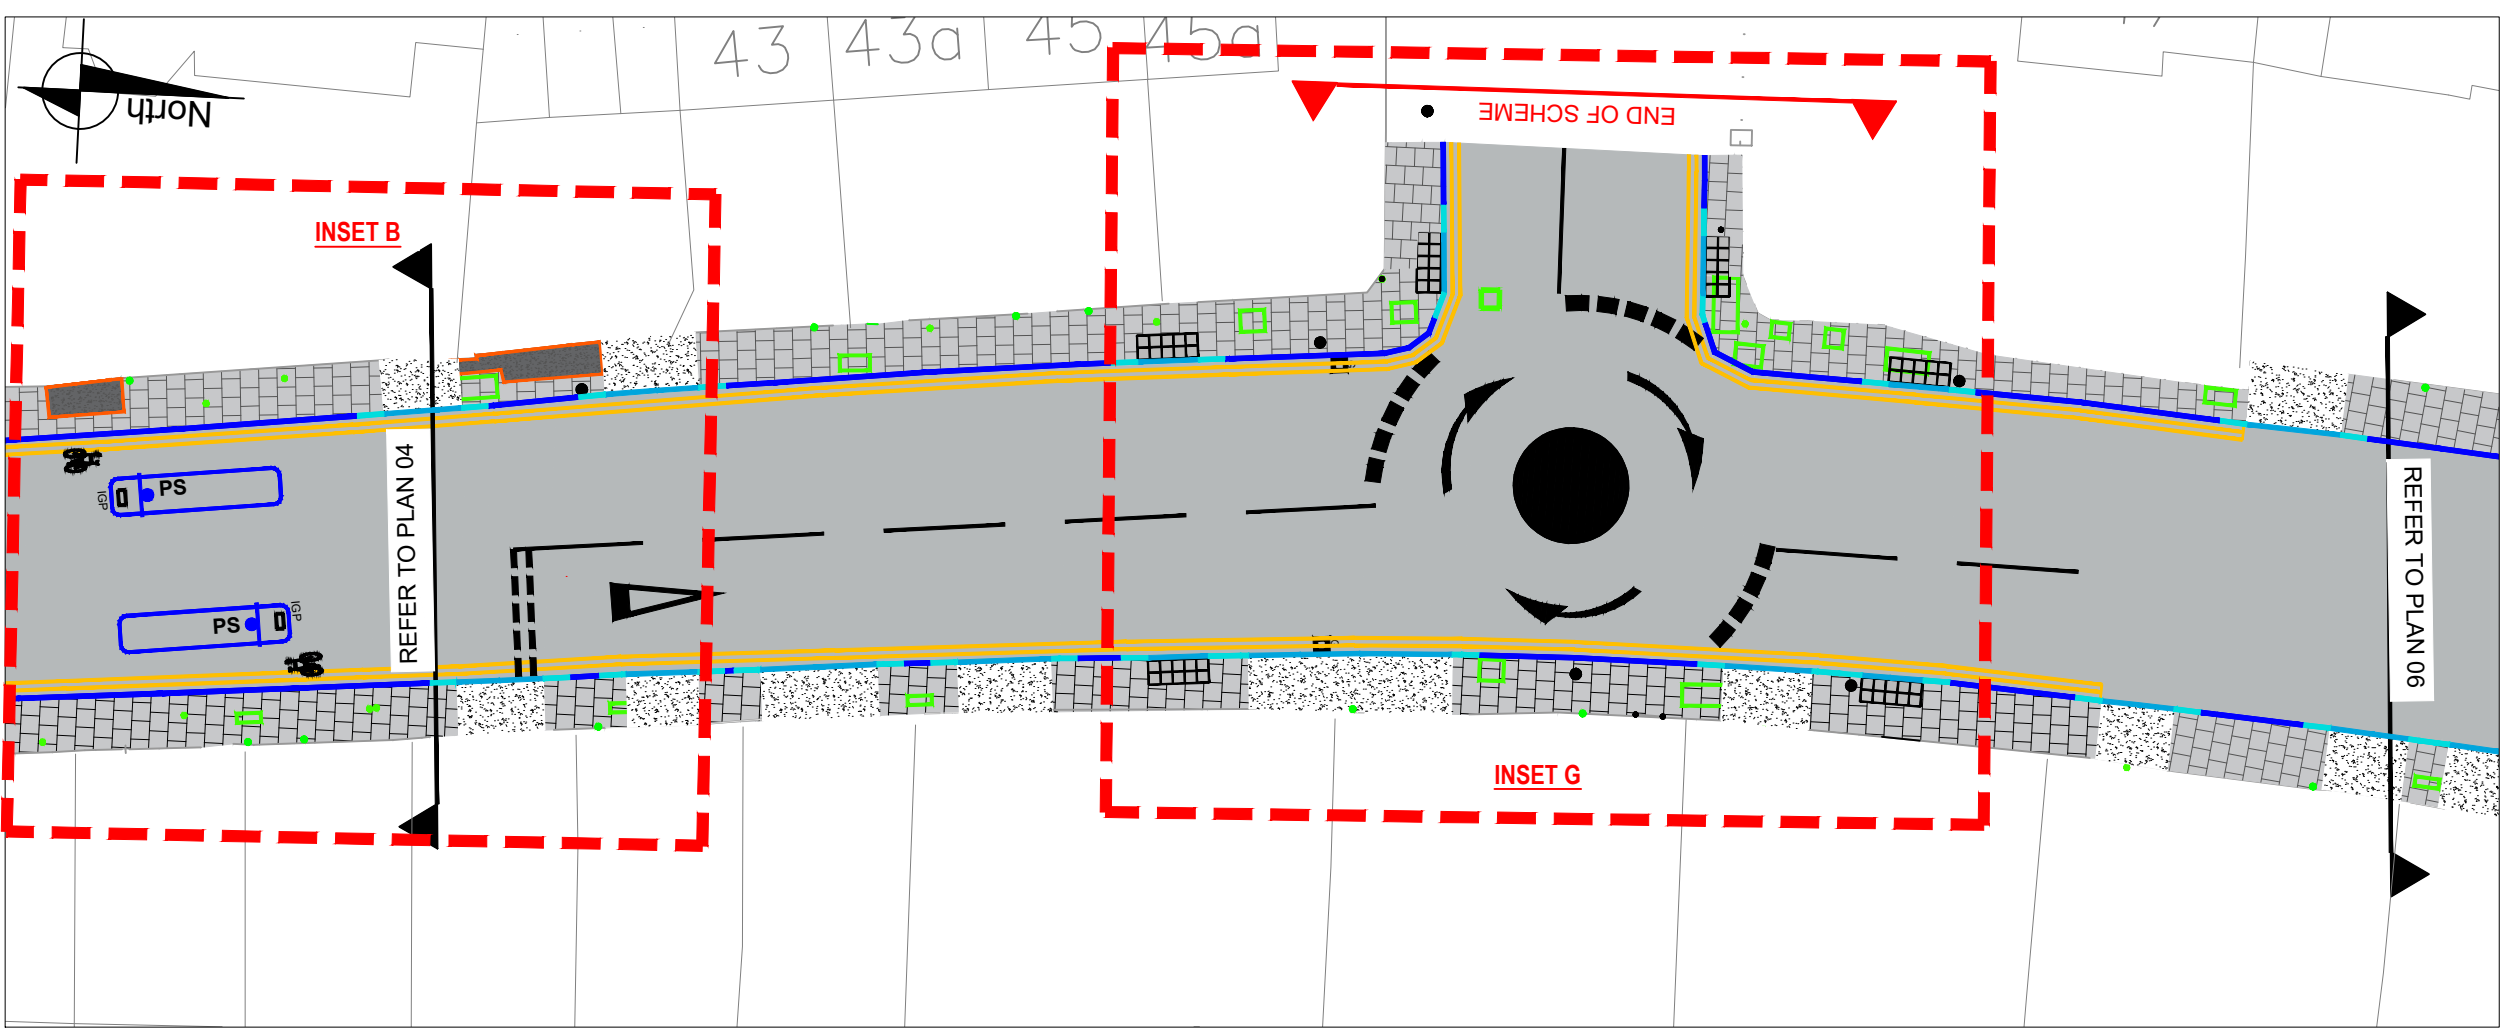 43
43a
45
45a
North
END OF SCHEME
INSET B
PS
IGP
REFER TO PLAN 04
PS
IGP
REFER TO PLAN 06
INSET G